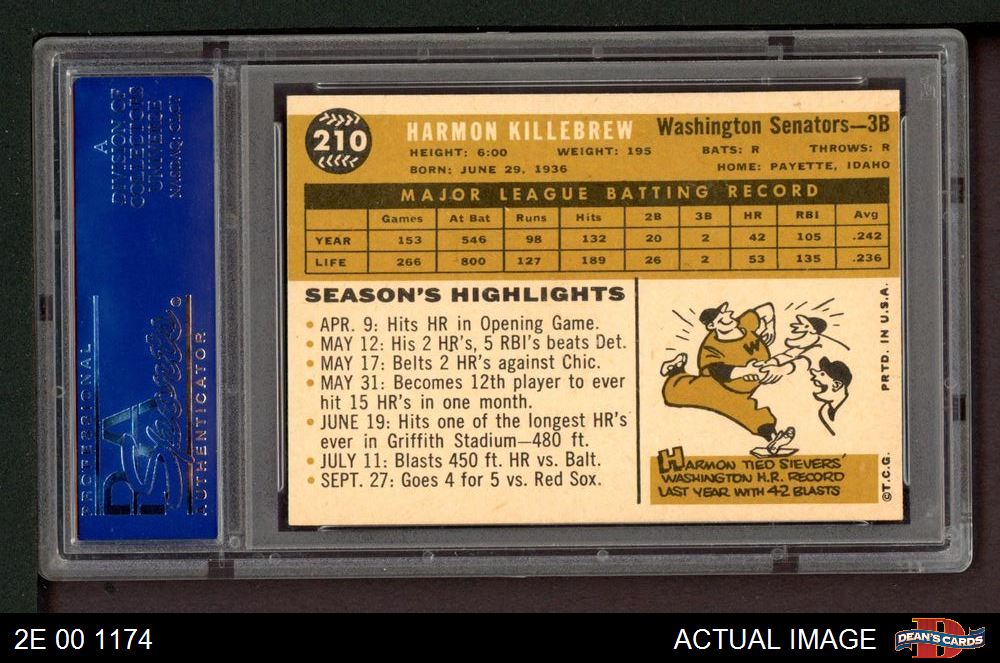 A
DIVISION OF
COLLECTORS
UNIVERSE
NASDAQ: CLCT
PROFESSIONAL
PSA
Sports
AUTHENTICATOR
210
HARMON KILLEBREW
Washington Senators—3B
HEIGHT: 6:00 WEIGHT: 195 BATS: R THROWS: R
BORN: JUNE 29, 1936 HOME: PAYETTE, IDAHO
MAJOR LEAGUE BATTING RECORD
Games At Bat Runs Hits 2B 3B HR RBI Avg
YEAR 153 546 98 132 20 2 42 105 .242
LIFE 266 800 127 189 26 2 53 135 .236
SEASON'S HIGHLIGHTS
• APR. 9: Hits HR in Opening Game.
• MAY 12: His 2 HR's, 5 RBI's beats Det.
• MAY 17: Belts 2 HR's against Chic.
• MAY 31: Becomes 12th player to ever
hit 15 HR's in one month.
• JUNE 19: Hits one of the longest HR's
ever in Griffith Stadium—480 ft.
• JULY 11: Blasts 450 ft. HR vs. Balt.
• SEPT. 27: Goes 4 for 5 vs. Red Sox.
W
HARMON TIED SIEVERS'
WASHINGTON H.R. RECORD
LAST YEAR WITH 42 BLASTS
©T.C.G. PRTD. IN U.S.A.
2E 00 1174
ACTUAL IMAGE
D
DEAN'S CARDS